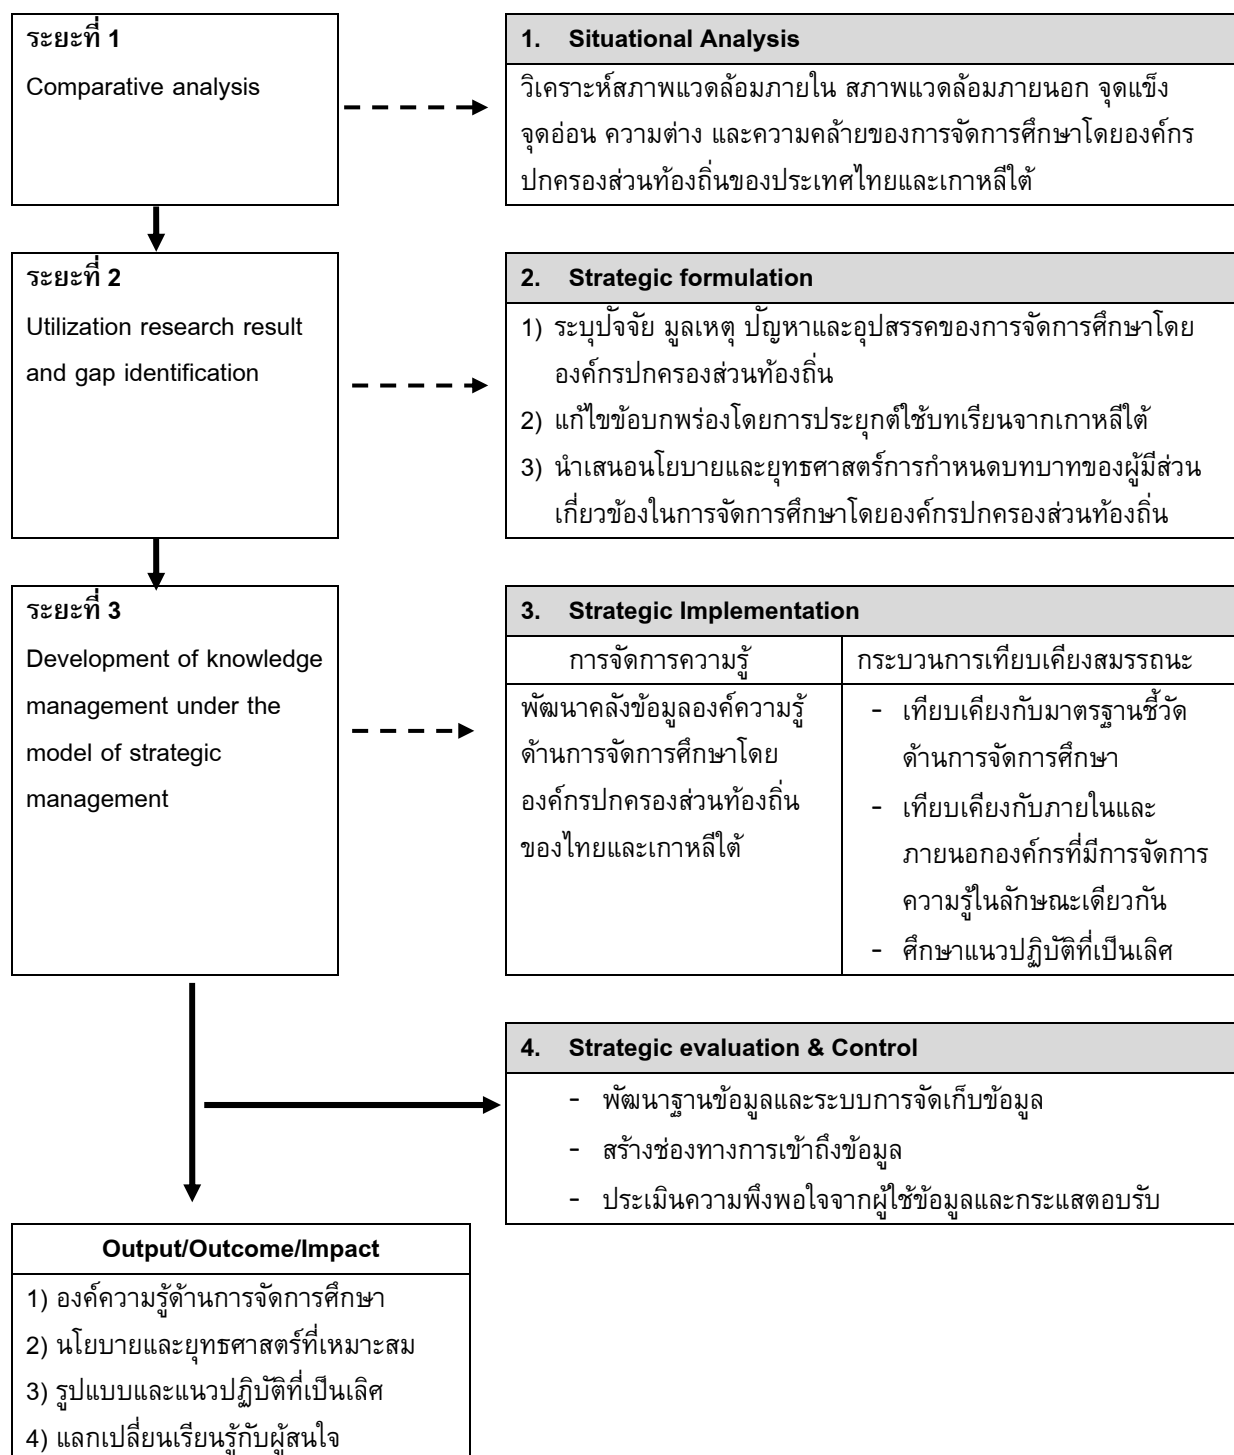 ระยะที่ 1
Comparative analysis
1. Situational Analysis
วิเคราะห์สภาพแวดล้อมภายใน สภาพแวดล้อมภายนอก จุดแข็ง
จุดอ่อน ความต่าง และความคล้ายของการจัดการศึกษาโดยองค์กร
ปกครองส่วนท้องถิ่นของประเทศไทยและเกาหลีใต้
ระยะที่ 2
Utilization research result
and gap identification
2. Strategic formulation
1) ระบุปัจจัย มูลเหตุ ปัญหาและอุปสรรคของการจัดการศึกษาโดย
องค์กรปกครองส่วนท้องถิ่น
2) แก้ไขข้อบกพร่องโดยการประยุกต์ใช้บทเรียนจากเกาหลีใต้
3) นำเสนอนโยบายและยุทธศาสตร์การกำหนดบทบาทของผู้มีส่วน
เกี่ยวข้องในการจัดการศึกษาโดยองค์กรปกครองส่วนท้องถิ่น
ระยะที่ 3
Development of knowledge
management under the
model of strategic
management
3. Strategic Implementation
การจัดการความรู้
พัฒนาคลังข้อมูลองค์ความรู้
ด้านการจัดการศึกษาโดย
องค์กรปกครองส่วนท้องถิ่น
ของไทยและเกาหลีใต้
กระบวนการเทียบเคียงสมรรถนะ
- เทียบเคียงกับมาตรฐานชี้วัด
ด้านการจัดการศึกษา
- เทียบเคียงกับภายในและ
ภายนอกองค์กรที่มีการจัดการ
ความรู้ในลักษณะเดียวกัน
- ศึกษาแนวปฏิบัติที่เป็นเลิศ
4. Strategic evaluation & Control
- พัฒนาฐานข้อมูลและระบบการจัดเก็บข้อมูล
- สร้างช่องทางการเข้าถึงข้อมูล
- ประเมินความพึงพอใจจากผู้ใช้ข้อมูลและกระแสตอบรับ
Output/Outcome/Impact
1) องค์ความรู้ด้านการจัดการศึกษา
2) นโยบายและยุทธศาสตร์ที่เหมาะสม
3) รูปแบบและแนวปฏิบัติที่เป็นเลิศ
4) แลกเปลี่ยนเรียนรู้กับผู้สนใจ